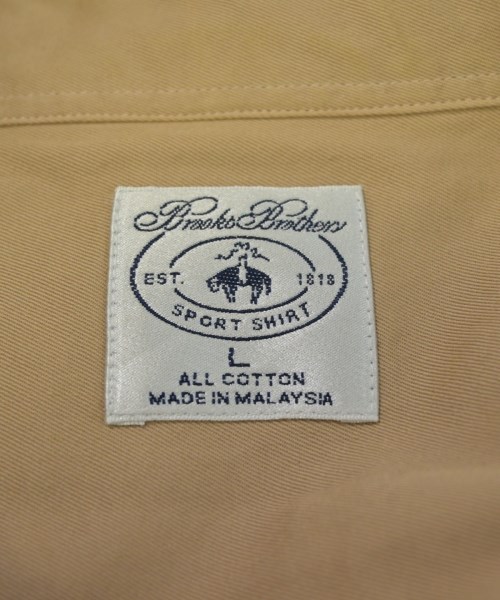 Brooks Brothers
EST. 1818
SPORT SHIRT
L
ALL COTTON
MADE IN MALAYSIA